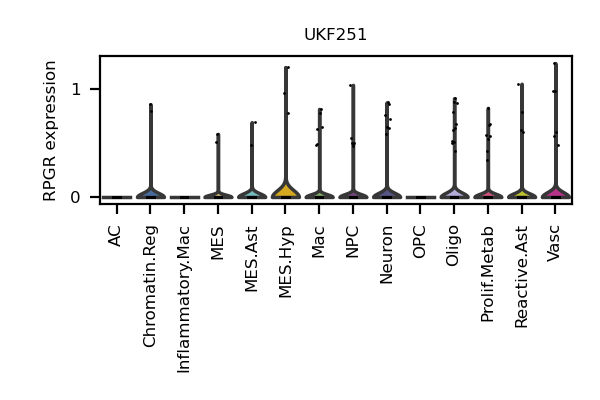 UKF251
RPGR expression
1
0
AC
Chromatin.Reg
Inflammatory.Mac
MES
MES.Ast
MES.Hyp
Mac
NPC
Neuron
OPC
Oligo
Prolif.Metab
Reactive.Ast
Vasc